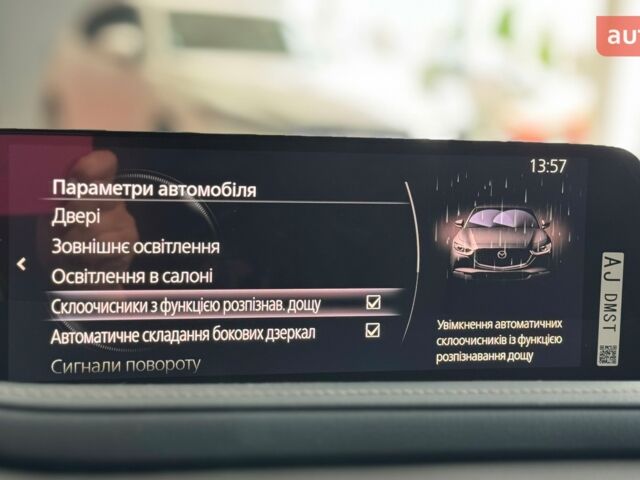 auto
13:57
Параметри автомобіля
Двері
Зовнішнє освітлення
Освітлення в салоні
Склоочисники з функцією розпізнав. дощу
Автоматичне складання бокових дзеркал
Сигнали повороту
Увімкнення автоматичних
склоочисників із функцією
розпізнавання дощу
AJ DMST